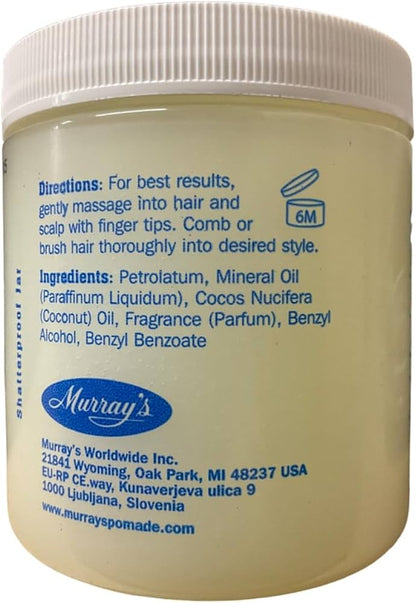 Directions: For best results,
gently massage into hair and
scalp with finger tips. Comb or
brush hair thoroughly into desired style.
6M
Ingredients: Petrolatum, Mineral Oil
(Paraffinum Liquidum), Cocos Nucifera
(Coconut) Oil, Fragrance (Parfum), Benzyl
Alcohol, Benzyl Benzoate
Shatterproof Jar
Murray's
Murray's Worldwide Inc.
21841 Wyoming, Oak Park, MI 48237 USA
EU-RP CE.way, Kunaverjeva ulica 9
1000 Ljubljana, Slovenia
www.murrayspomade.com